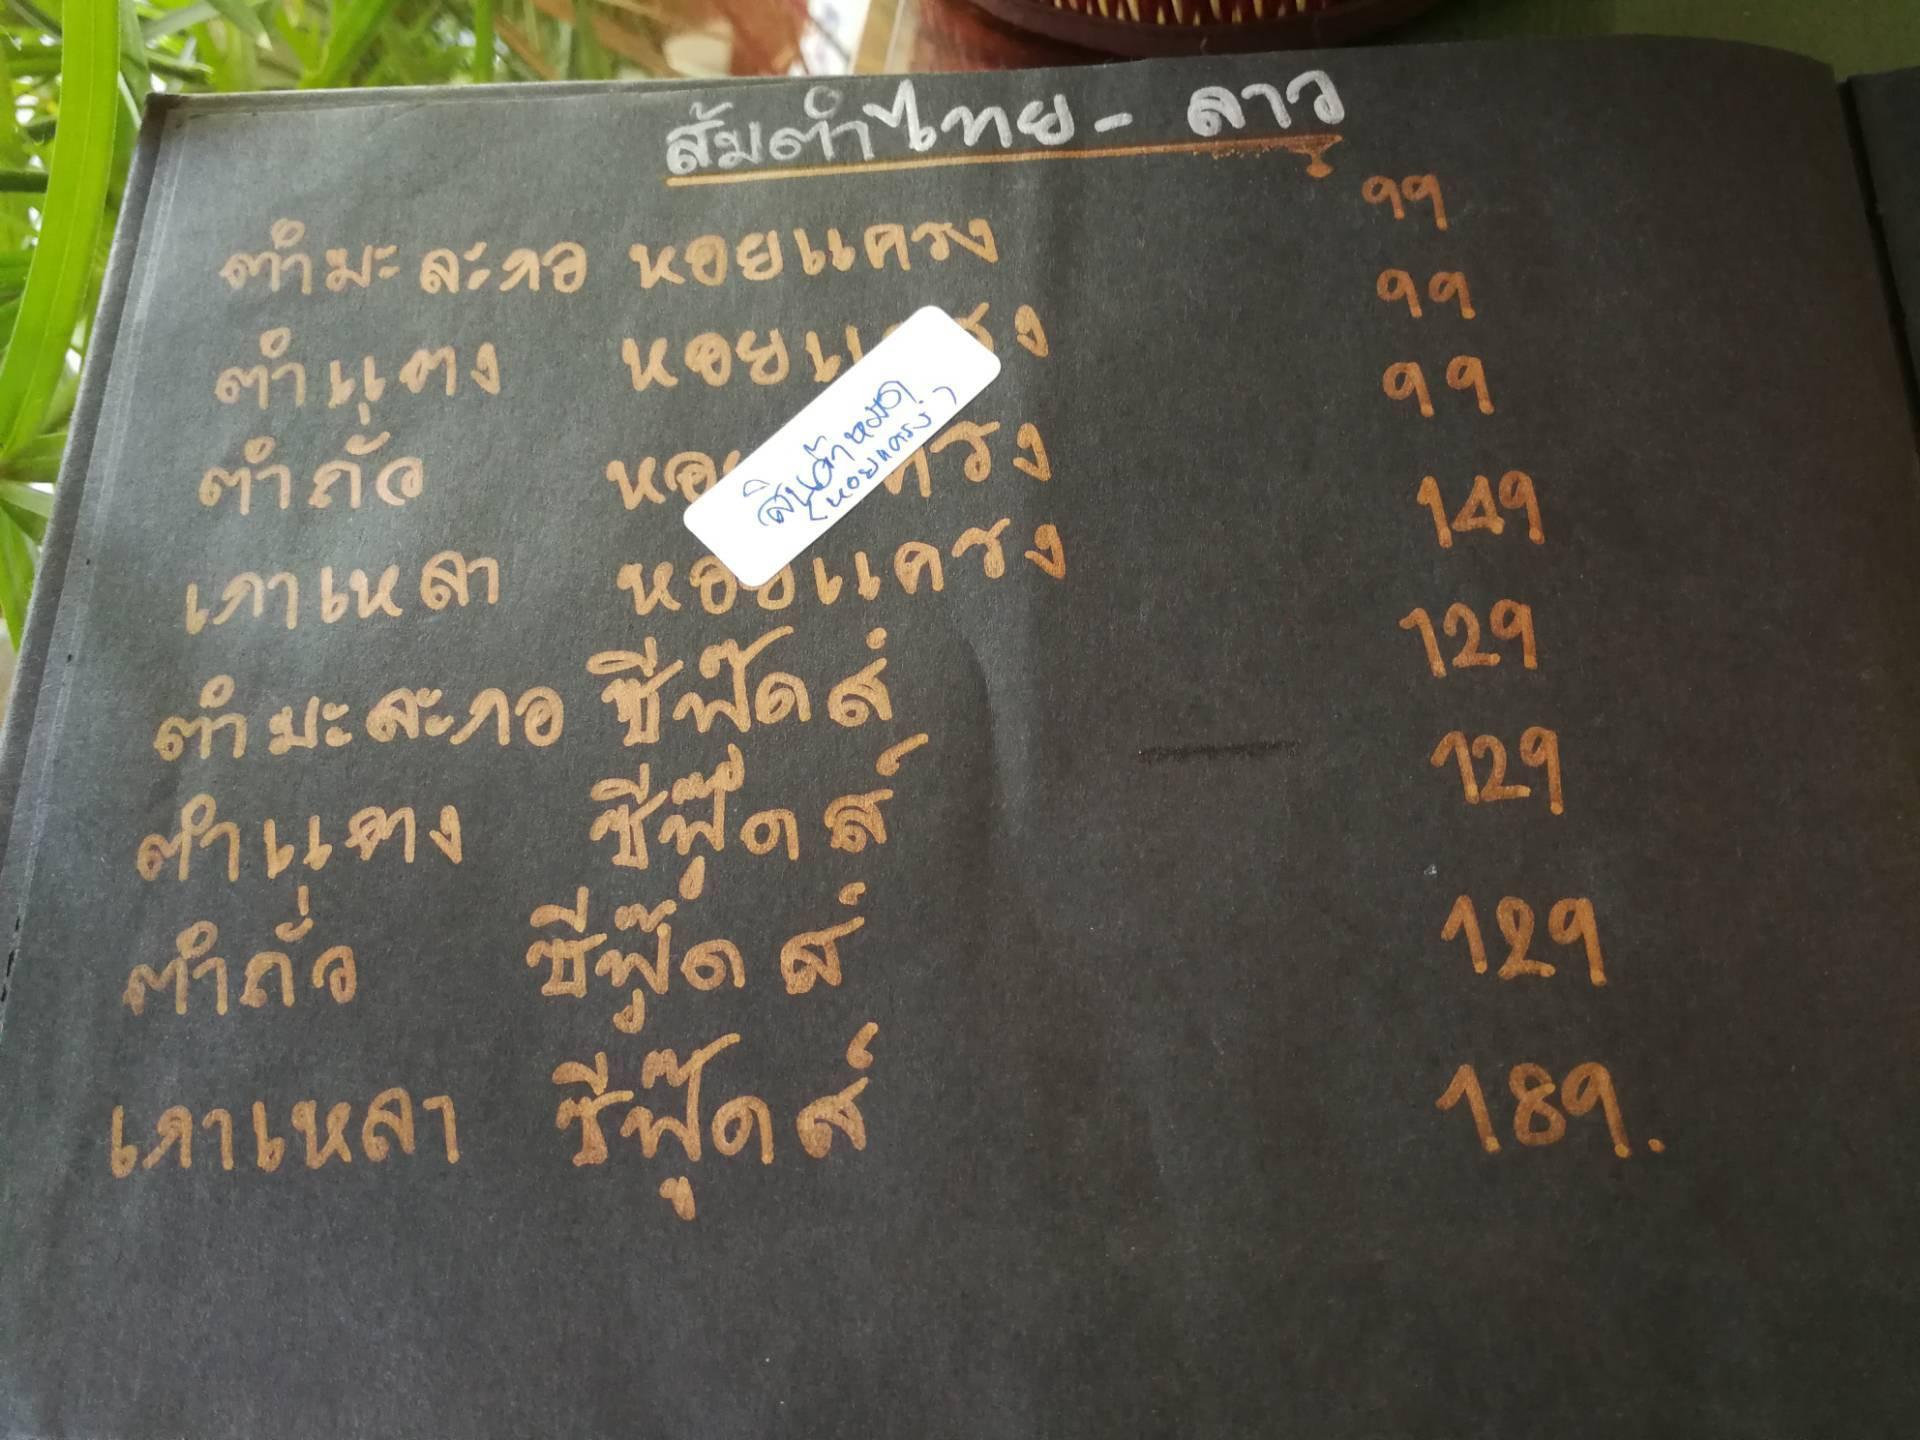 ส้มตำไทย - ลาว
ตำมะละกอ หอยแครง 99
ตำแตง หอยแครง 99
ตำถั่ว หอยแครง 99
สินค้าหมด
(หอยแครง)
เกาเหลา หอยแครง 149
ตำมะละกอ ซีฟู๊ดส์ 129
ตำแตง ซีฟู๊ดส์ 129
ตำถั่ว ซีฟู๊ดส์ 129
เกาเหลา ซีฟู๊ดส์ 189.